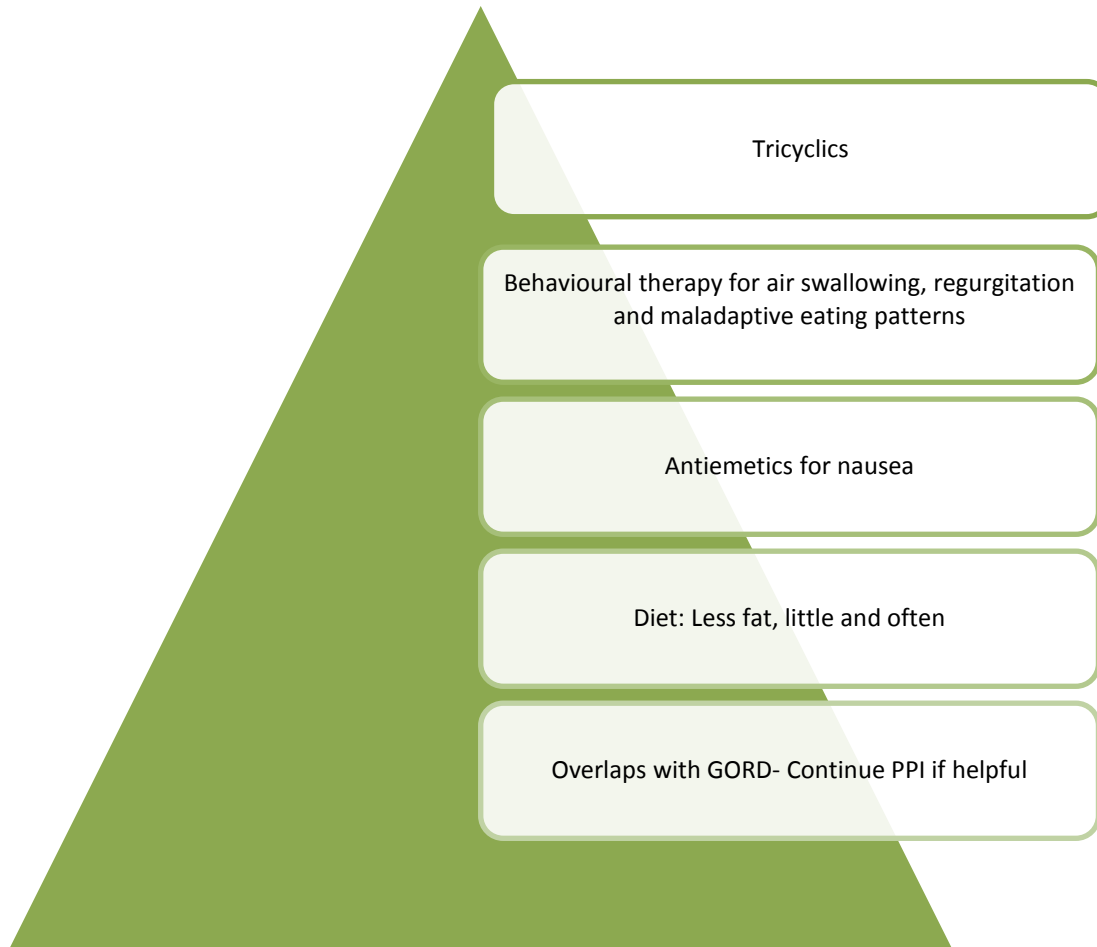 Tricyclics
Behavioural therapy for air swallowing, regurgitation
and maladaptive eating patterns
Antiemetics for nausea
Diet: Less fat, little and often
Overlaps with GORD- Continue PPI if helpful